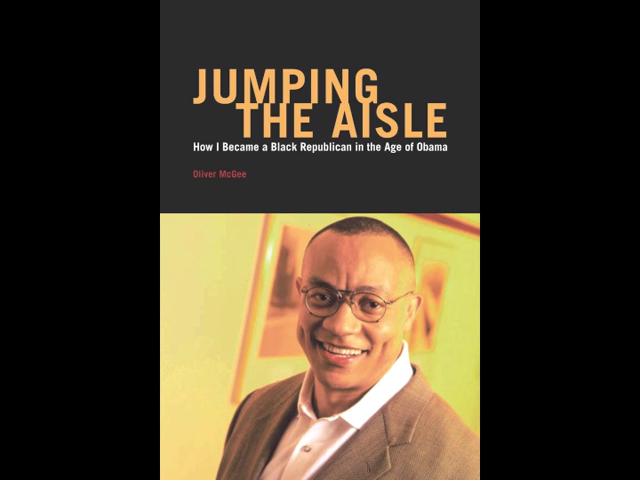 JUMPING
THE AISLE
How I Became a Black Republican in the Age of Obama
Oliver McGee